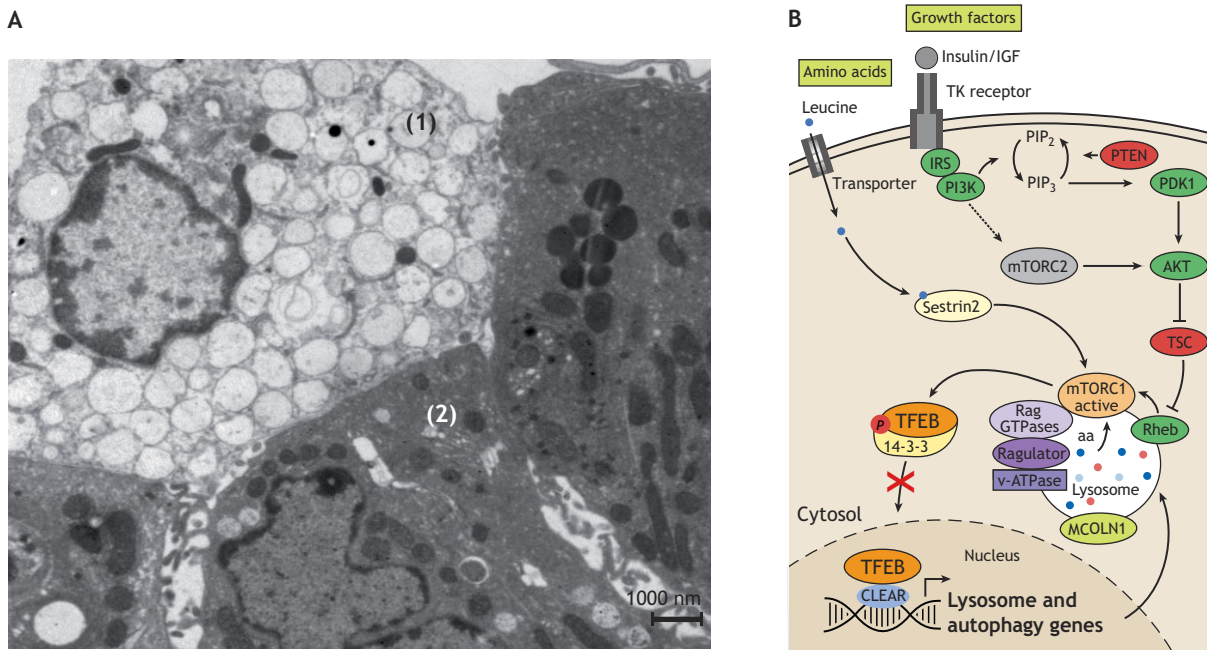 A
(1)
(2)
1000 nm
B
Growth factors
Insulin/IGF
Amino acids
TK receptor
Leucine
Transporter
IRS
PI3K
PIP2
PIP3
PTEN
PDK1
mTORC2
AKT
Sestrin2
TSC
mTORC1
active
Rag
GTPases
Rheb
aa
P
TFEB
14-3-3
Ragulator
v-ATPase
Lysosome
MCOLN1
Cytosol
Nucleus
TFEB
CLEAR
Lysosome and
autophagy genes